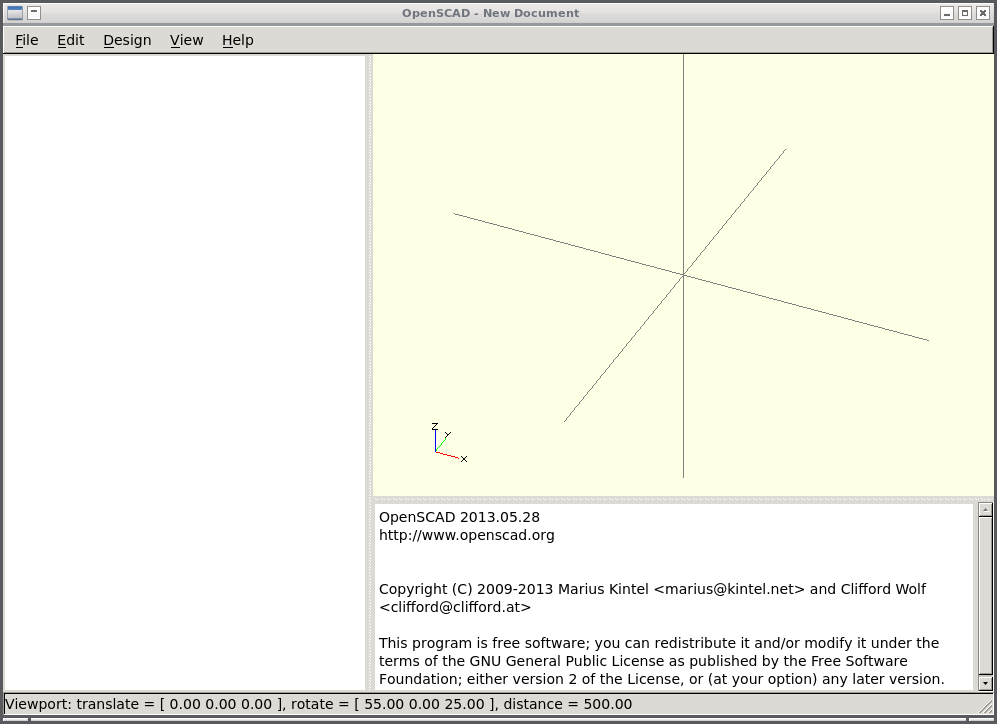 OpenSCAD - New Document
File Edit Design View Help
Z
Y
X
OpenSCAD 2013.05.28
http://www.openscad.org
Copyright (C) 2009-2013 Marius Kintel <marius@kintel.net> and Clifford Wolf
<clifford@clifford.at>
This program is free software; you can redistribute it and/or modify it under the
terms of the GNU General Public License as published by the Free Software
Foundation; either version 2 of the License, or (at your option) any later version.
Viewport: translate = [ 0.00 0.00 0.00 ], rotate = [ 55.00 0.00 25.00 ], distance = 500.00